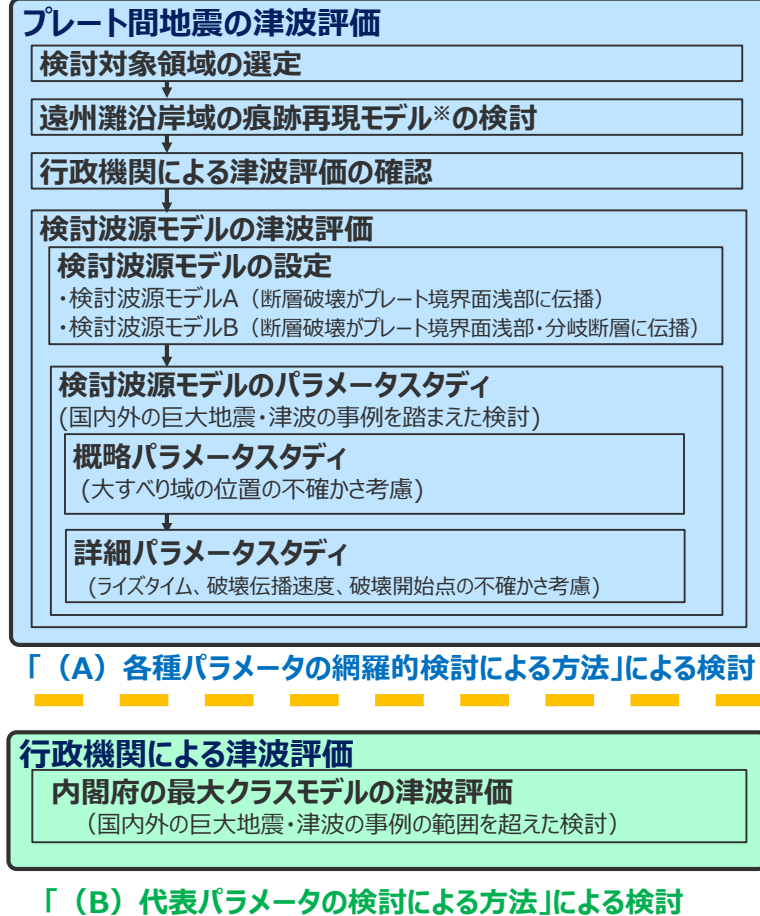 プレート間地震の津波評価
検討対象領域の選定
遠州灘沿岸域の痕跡再現モデル※の検討
行政機関による津波評価の確認
検討波源モデルの津波評価
検討波源モデルの設定
・検討波源モデルA（断層破壊がプレート境界面浅部に伝播）
・検討波源モデルB（断層破壊がプレート境界面浅部・分岐断層に伝播）
検討波源モデルのパラメータスタディ
(国内外の巨大地震・津波の事例を踏まえた検討)
概略パラメータスタディ
(大すべり域の位置の不確かさ考慮)
詳細パラメータスタディ
(ライズタイム、破壊伝播速度、破壊開始点の不確かさ考慮)
「（A）各種パラメータの網羅的検討による方法」による検討
行政機関による津波評価
内閣府の最大クラスモデルの津波評価
（国内外の巨大地震・津波の事例の範囲を超えた検討）
「（B）代表パラメータの検討による方法」による検討